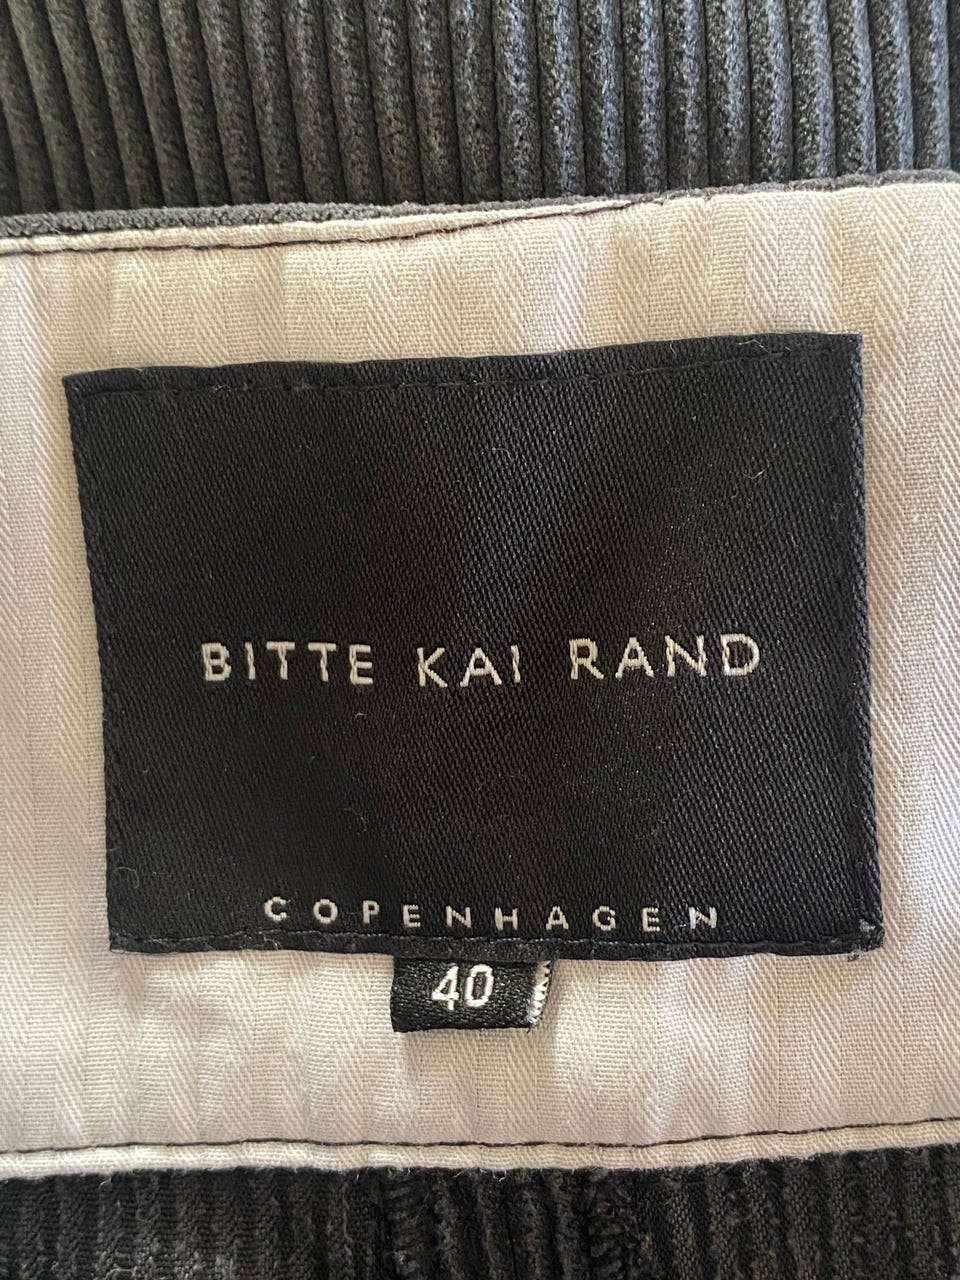 BITTE KAI RAND
COPENHAGEN
40